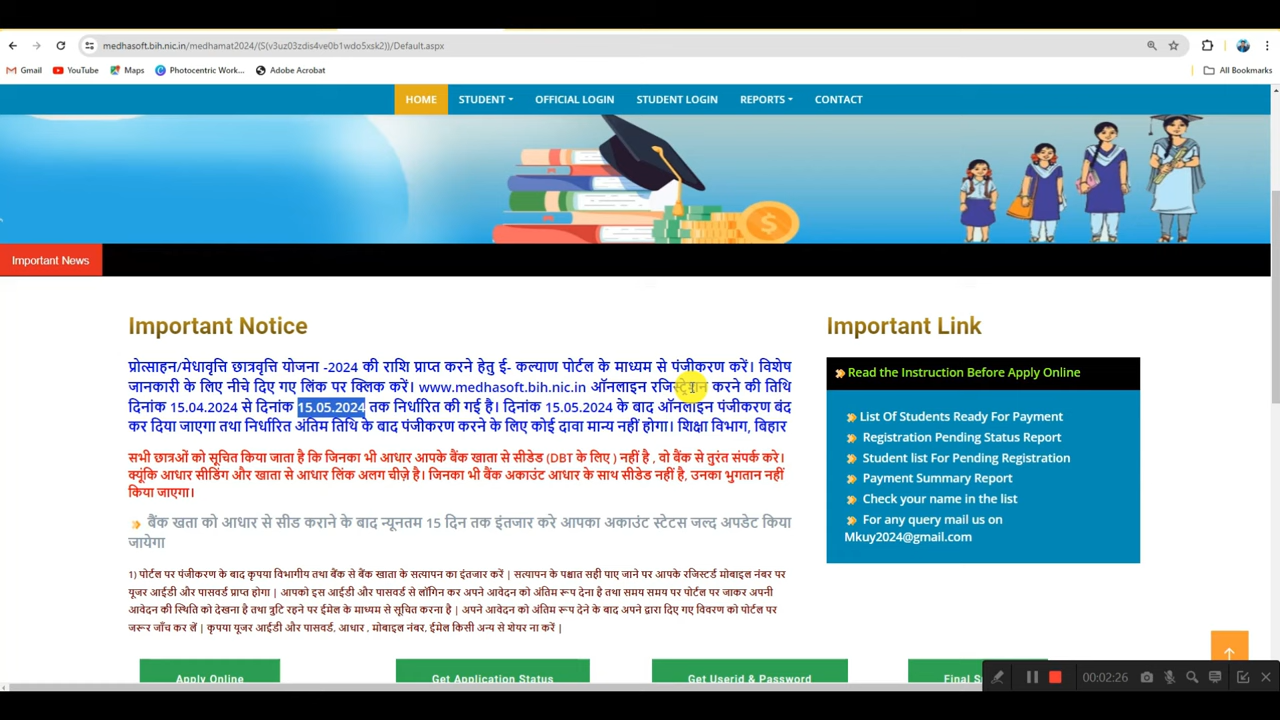 medhasoft.bih.nic.in/medhamat2024/(S(v3uz03zdis4ve0b1wdo5xsk2))/Default.aspx
Gmail YouTube Maps Photocentric Work... Adobe Acrobat All Bookmarks
HOME STUDENT OFFICIAL LOGIN STUDENT LOGIN REPORTS CONTACT
Important News
Important Notice
प्रोत्साहन/मेधावृत्ति छात्रवृत्ति योजना -2024 की राशि प्राप्त करने हेतु ई- कल्याण पोर्टल के माध्यम से पंजीकरण करें। विशेष
जानकारी के लिए नीचे दिए गए लिंक पर क्लिक करें। www.medhasoft.bih.nic.in ऑनलाइन रजिस्ट्रेशन करने की तिथि
दिनांक 15.04.2024 से दिनांक 15.05.2024 तक निर्धारित की गई है। दिनांक 15.05.2024 के बाद ऑनलाइन पंजीकरण बंद
कर दिया जाएगा तथा निर्धारित अंतिम तिथि के बाद पंजीकरण करने के लिए कोई दावा मान्य नहीं होगा। शिक्षा विभाग, बिहार
सभी छात्रओं को सूचित किया जाता है कि जिनका भी आधार आपके बैंक खाता से सीडेड (DBT के लिए ) नहीं है , वो बैंक से तुरंत संपर्क करे।
क्यूंकि आधार सीडिंग और खाता से आधार लिंक अलग चीज़े है। जिनका भी बैंक अकाउंट आधार के साथ सीडेड नहीं है, उनका भुगतान नहीं
किया जाएगा।
बैंक खता को आधार से सीड कराने के बाद न्यूनतम 15 दिन तक इंतजार करे आपका अकाउंट स्टेटस जल्द अपडेट किया
जायेगा
1) पोर्टल पर पंजीकरण के बाद कृपया विभागीय तथा बैंक से बैंक खाता के सत्यापन का इंतजार करें | सत्यापन के पश्चात सही पाए जाने पर आपके रजिस्टर्ड मोबाइल नंबर पर
यूजर आईडी और पासवर्ड प्राप्त होगा | आपको इस आईडी और पासवर्ड से लॉगिन कर अपने आवेदन को अंतिम रूप देना है तथा समय समय पर पोर्टल पर जाकर अपनी
आवेदन की स्थिति को देखना है तथा त्रुटि रहने पर ईमेल के माध्यम से सूचित करना है | अपने आवेदन को अंतिम रूप देने के बाद अपने द्वारा दिए गए विवरण को पोर्टल पर
जरूर जाँच कर लें | कृपया यूजर आईडी और पासवर्ड, आधार , मोबाइल नंबर, ईमेल किसी अन्य से शेयर ना करें |
Apply Online Get Application Status Get Userid & Password
Important Link
Read the Instruction Before Apply Online
List Of Students Ready For Payment
Registration Pending Status Report
Student list For Pending Registration
Payment Summary Report
Check your name in the list
For any query mail us on
Mkuy2024@gmail.com
00:02:26